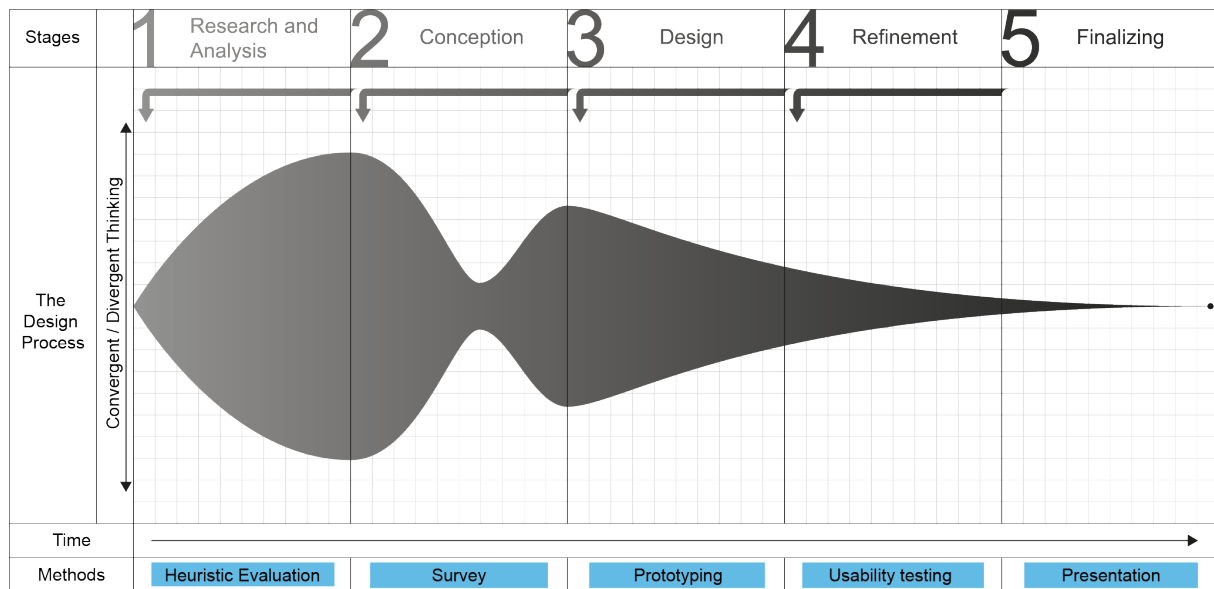 Stages
1
Research and
Analysis
2
Conception
3
Design
4
Refinement
5
Finalizing
The
Design
Process
Convergent / Divergent Thinking
Time
Methods
Heuristic Evaluation
Survey
Prototyping
Usability testing
Presentation